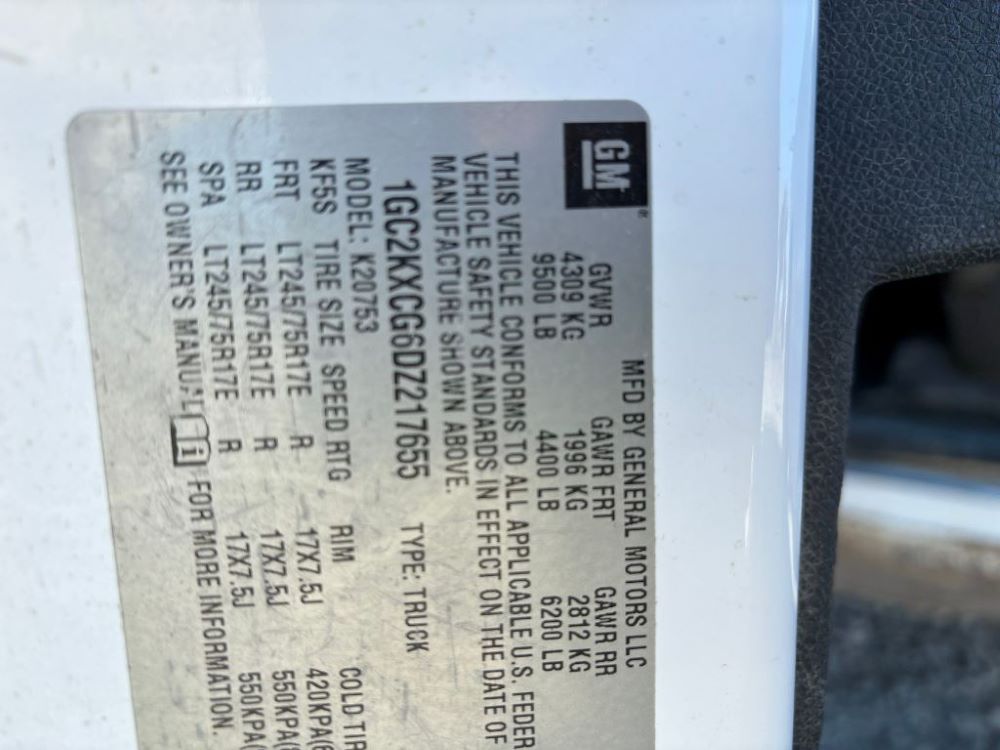 GM®
MFD BY GENERAL MOTORS LLC
GVWR GAWR FRT GAWR RR
4309 KG 1996 KG 2812 KG
9500 LB 4400 LB 6200 LB
THIS VEHICLE CONFORMS TO ALL APPLICABLE U.S. FEDER
VEHICLE SAFETY STANDARDS IN EFFECT ON THE DATE OF
MANUFACTURE SHOWN ABOVE.
1GC2KXCG6DZ217655 TYPE: TRUCK
MODEL: K20753
KF5S TIRE SIZE SPEED RTG RIM COLD TIR
FRT LT245/75R17E R 17X7.5J 420KPA(6
RR LT245/75R17E R 17X7.5J 550KPA(8
SPA LT245/75R17E R 17X7.5J 550KPA(
SEE OWNER'S MANUAL i FOR MORE INFORMATION.